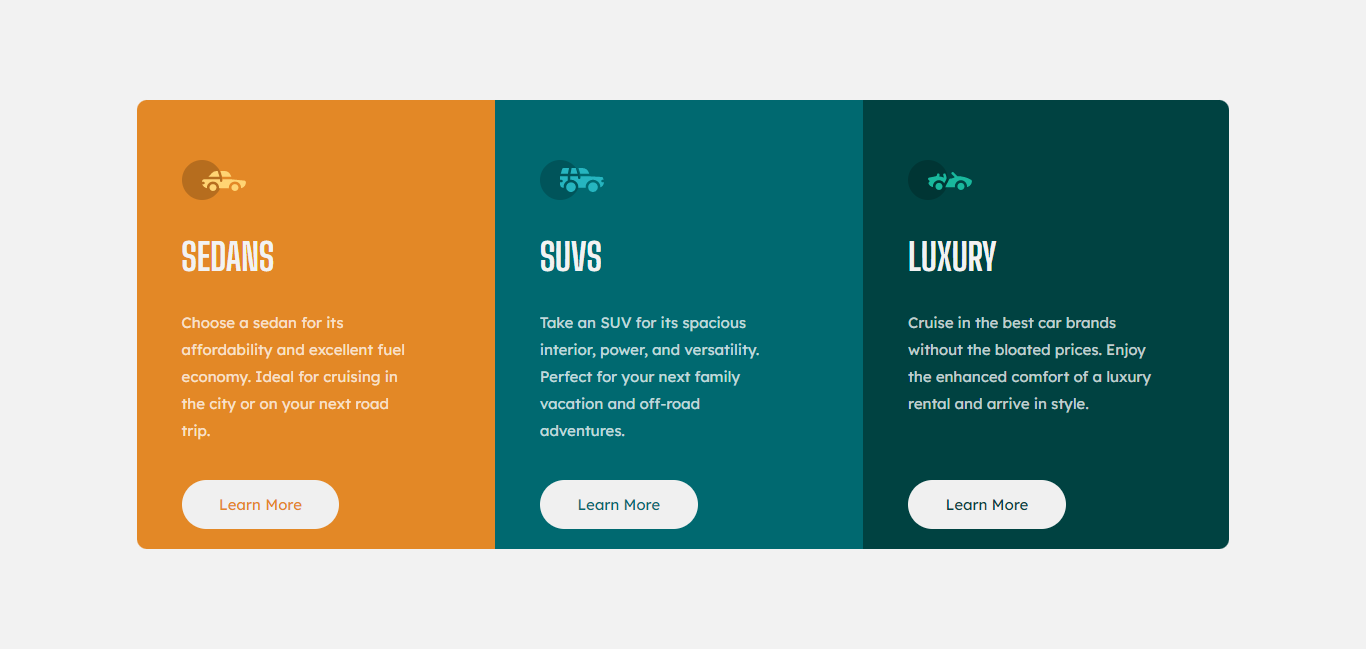 SEDANS
Choose a sedan for its
affordability and excellent fuel
economy. Ideal for cruising in
the city or on your next road
trip.
Learn More
SUVS
Take an SUV for its spacious
interior, power, and versatility.
Perfect for your next family
vacation and off-road
adventures.
Learn More
LUXURY
Cruise in the best car brands
without the bloated prices. Enjoy
the enhanced comfort of a luxury
rental and arrive in style.
Learn More